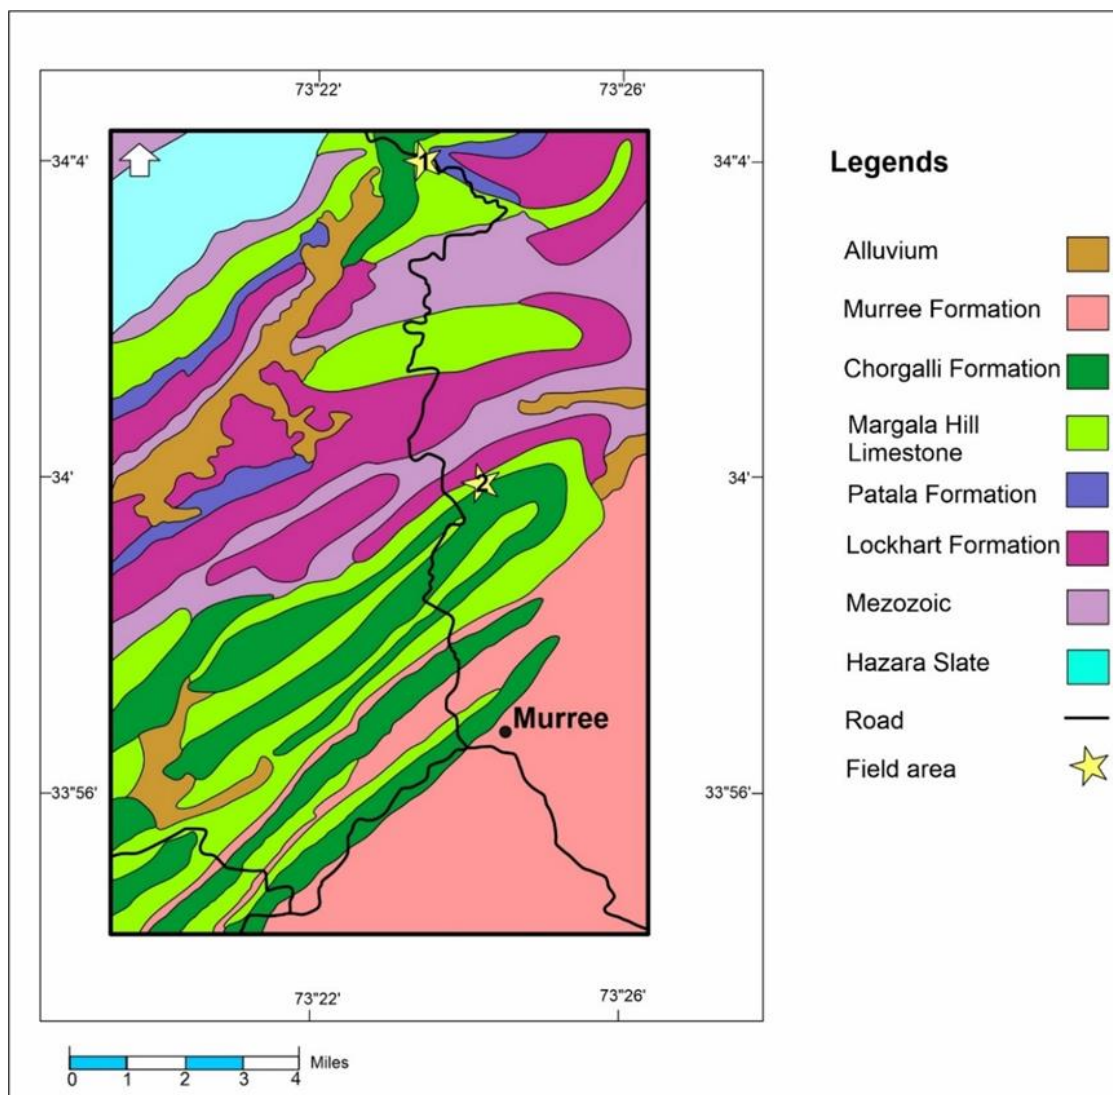 73"22'
73"26'
34"4'
34"4'
1
Legends
Alluvium
Murree Formation
Chorgalli Formation
Margala Hill
Limestone
34'
34'
2
Patala Formation
Lockhart Formation
Mezozoic
Hazara Slate
Murree
Road
Field area
33"56'
33"56'
73"22'
73"26'
Miles
0 1 2 3 4